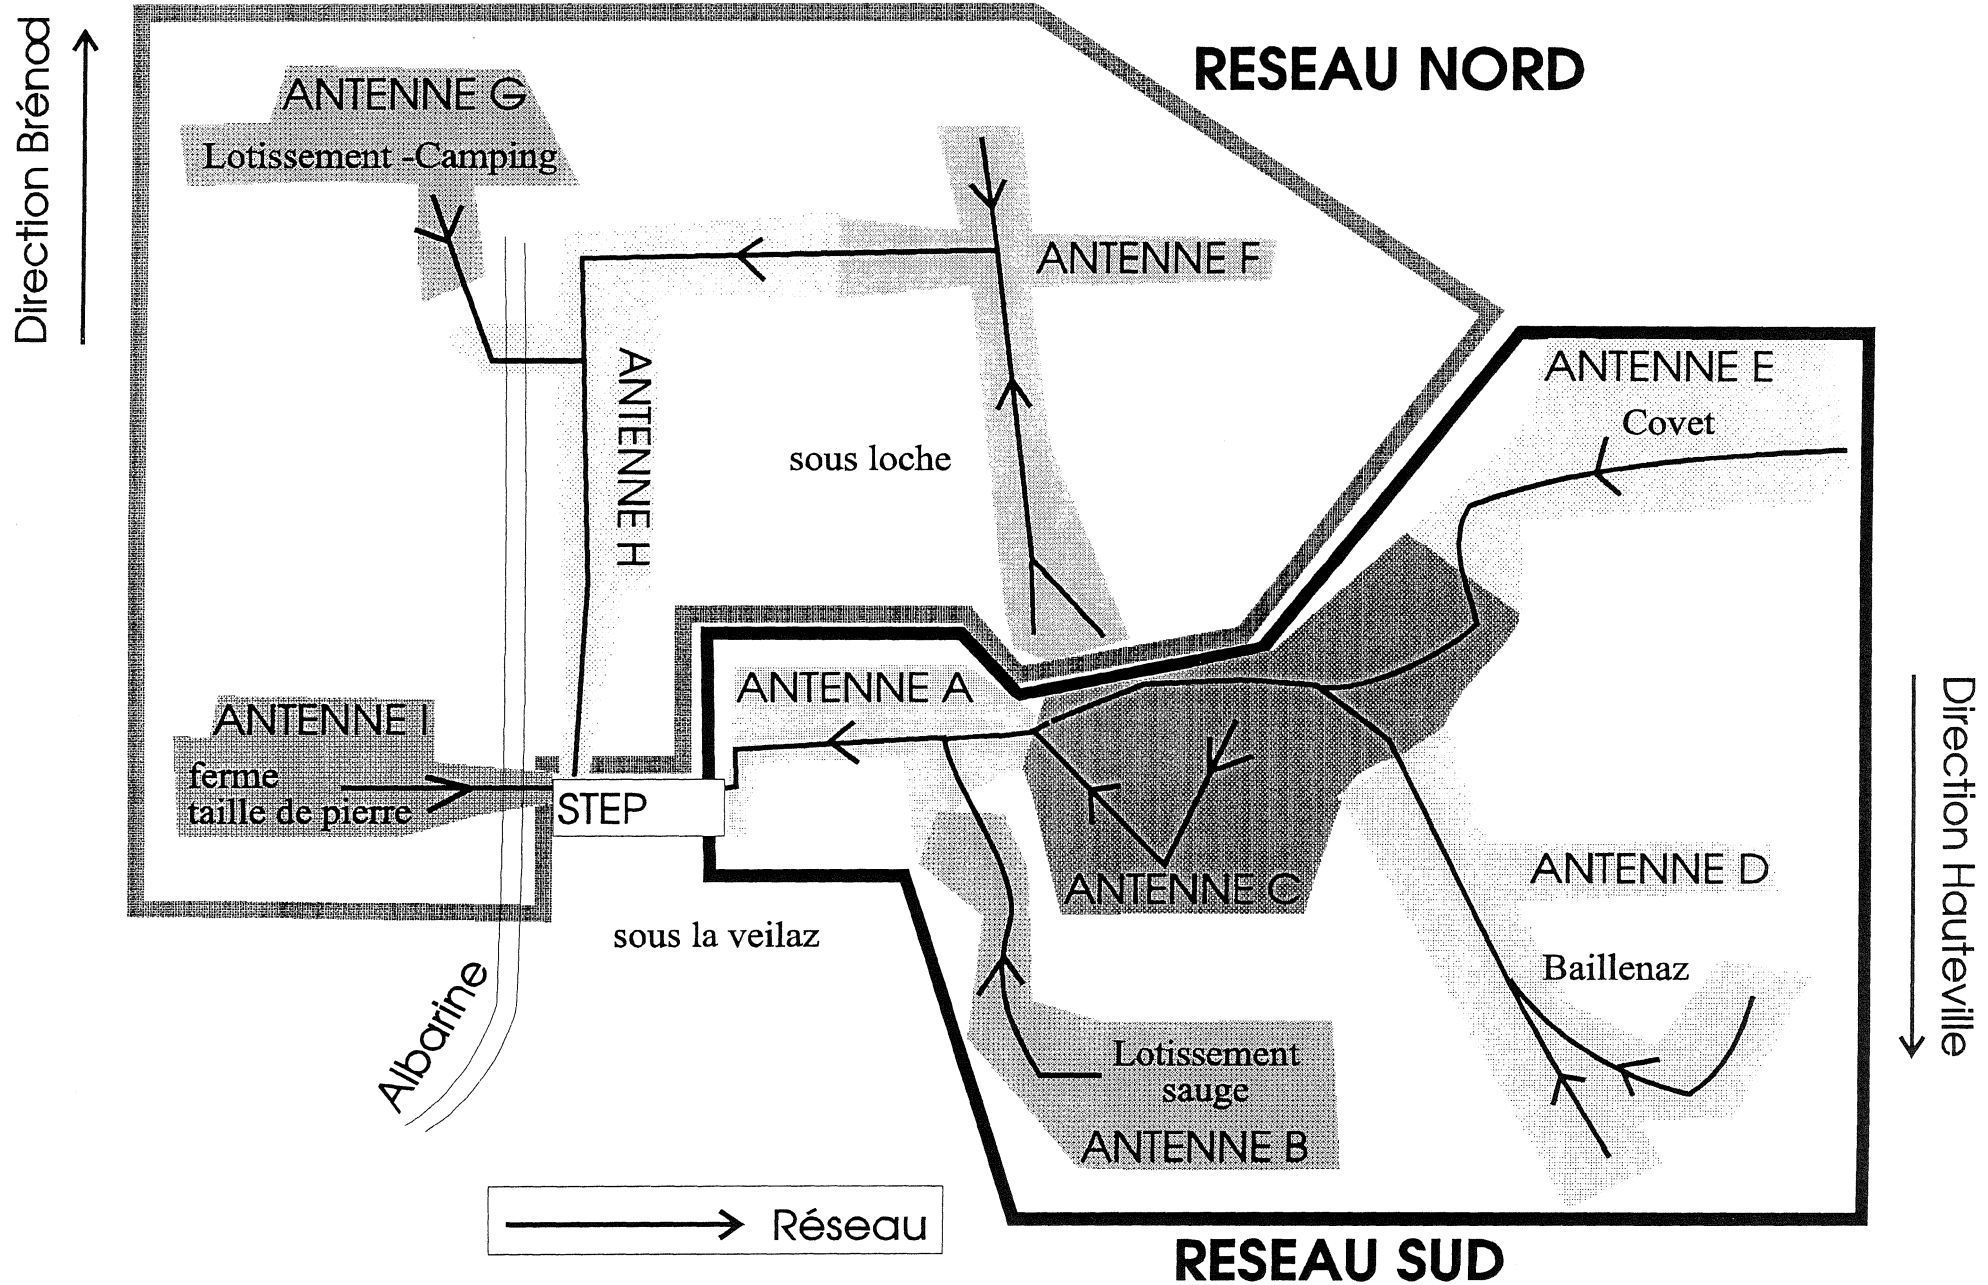 Direction Brénod
RESEAU NORD
ANTENNE G
Lotissement -Camping
ANTENNE F
ANTENNE H
sous loche
ANTENNE E
Covet
ANTENNE A
ANTENNE I
ferme
taille de pierre
STEP
ANTENNE C
ANTENNE D
Direction Hauteville
sous la veilaz
Baillenaz
Albarine
Lotissement
sauge
ANTENNE B
Réseau
RESEAU SUD